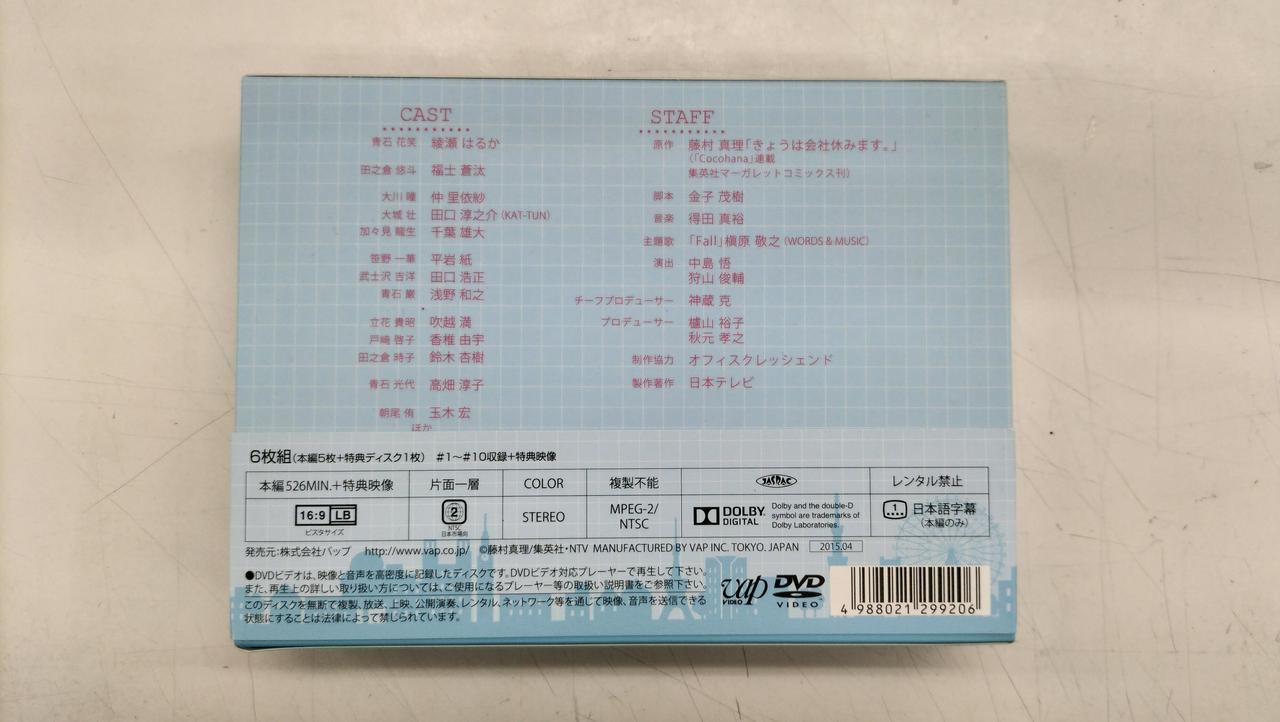 CAST
青石 花笑 綾瀬 はるか
田之倉 悠斗 福士 蒼汰
大川 瞳 仲 里依紗
大城 壮 田口 淳之介 (KAT-TUN)
加々見 龍生 千葉 雄大
笹野 一華 平岩 紙
武士沢 吉洋 田口 浩正
青石 巌 浅野 和之
立花 貴昭 吹越 満
戸崎 啓子 香椎 由宇
田之倉 時子 鈴木 杏樹
青石 光代 高畑 淳子
朝尾 侑 玉木 宏
ほか
STAFF
原作 藤村 真理「きょうは会社休みます。」
(「Cocohana」連載
集英社マーガレットコミックス刊)
脚本 金子 茂樹
音楽 得田 真裕
主題歌 「Fall」槇原 敬之 (WORDS & MUSIC)
演出 中島 悟
狩山 俊輔
チーフプロデューサー 神蔵 克
プロデューサー 櫨山 裕子
秋元 孝之
制作協力 オフィスクレッシェンド
製作著作 日本テレビ
6枚組(本編5枚+特典ディスク1枚) #1〜#10収録+特典映像
本編526MIN.+特典映像 片面一層 COLOR 複製不能 JASRAC レンタル禁止
16:9 LB
ビスタサイズ
2
NTSC
日本市場向
STEREO
MPEG-2/
NTSC
DOLBY
DIGITAL
Dolby and the double-D
symbol are trademarks of
Dolby Laboratories.
1 日本語字幕
(本編のみ)
発売元:株式会社バップ http://www.vap.co.jp/ ©藤村真理/集英社・NTV MANUFACTURED BY VAP INC. TOKYO. JAPAN 2015.04
●DVDビデオは、映像と音声を高密度に記録したディスクです。DVDビデオ対応プレーヤーで再生して下さい。
また、再生上の詳しい取り扱い方については、ご使用になるプレーヤー等の取扱い説明書をご参照下さい。
このディスクを無断で複製、放送、上映、公開演奏、レンタル、ネットワーク等を通じて映像、音声を送信できる
状態にすることは法律によって禁じられています。
vap
VIDEO
DVD
VIDEO
4 988021 299206